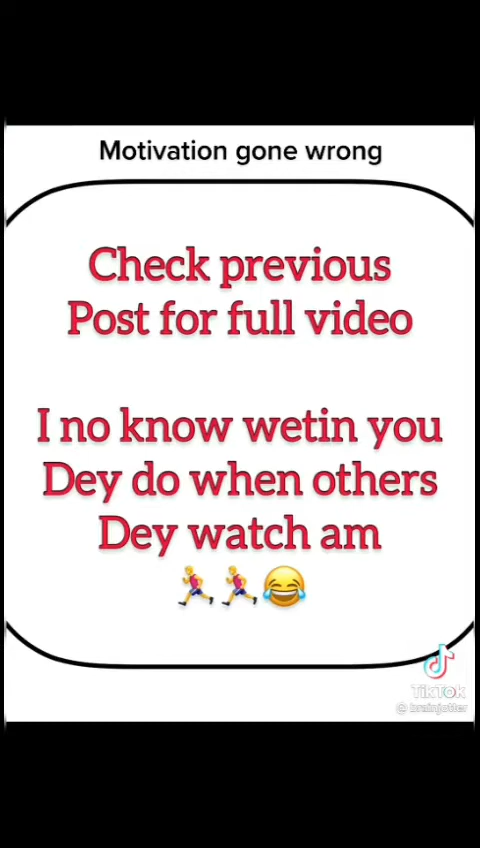 Motivation gone wrong
Check previous
Post for full video
I no know wetin you
Dey do when others
Dey watch am
🏃🏃😂
TikTok
@ brainjotter